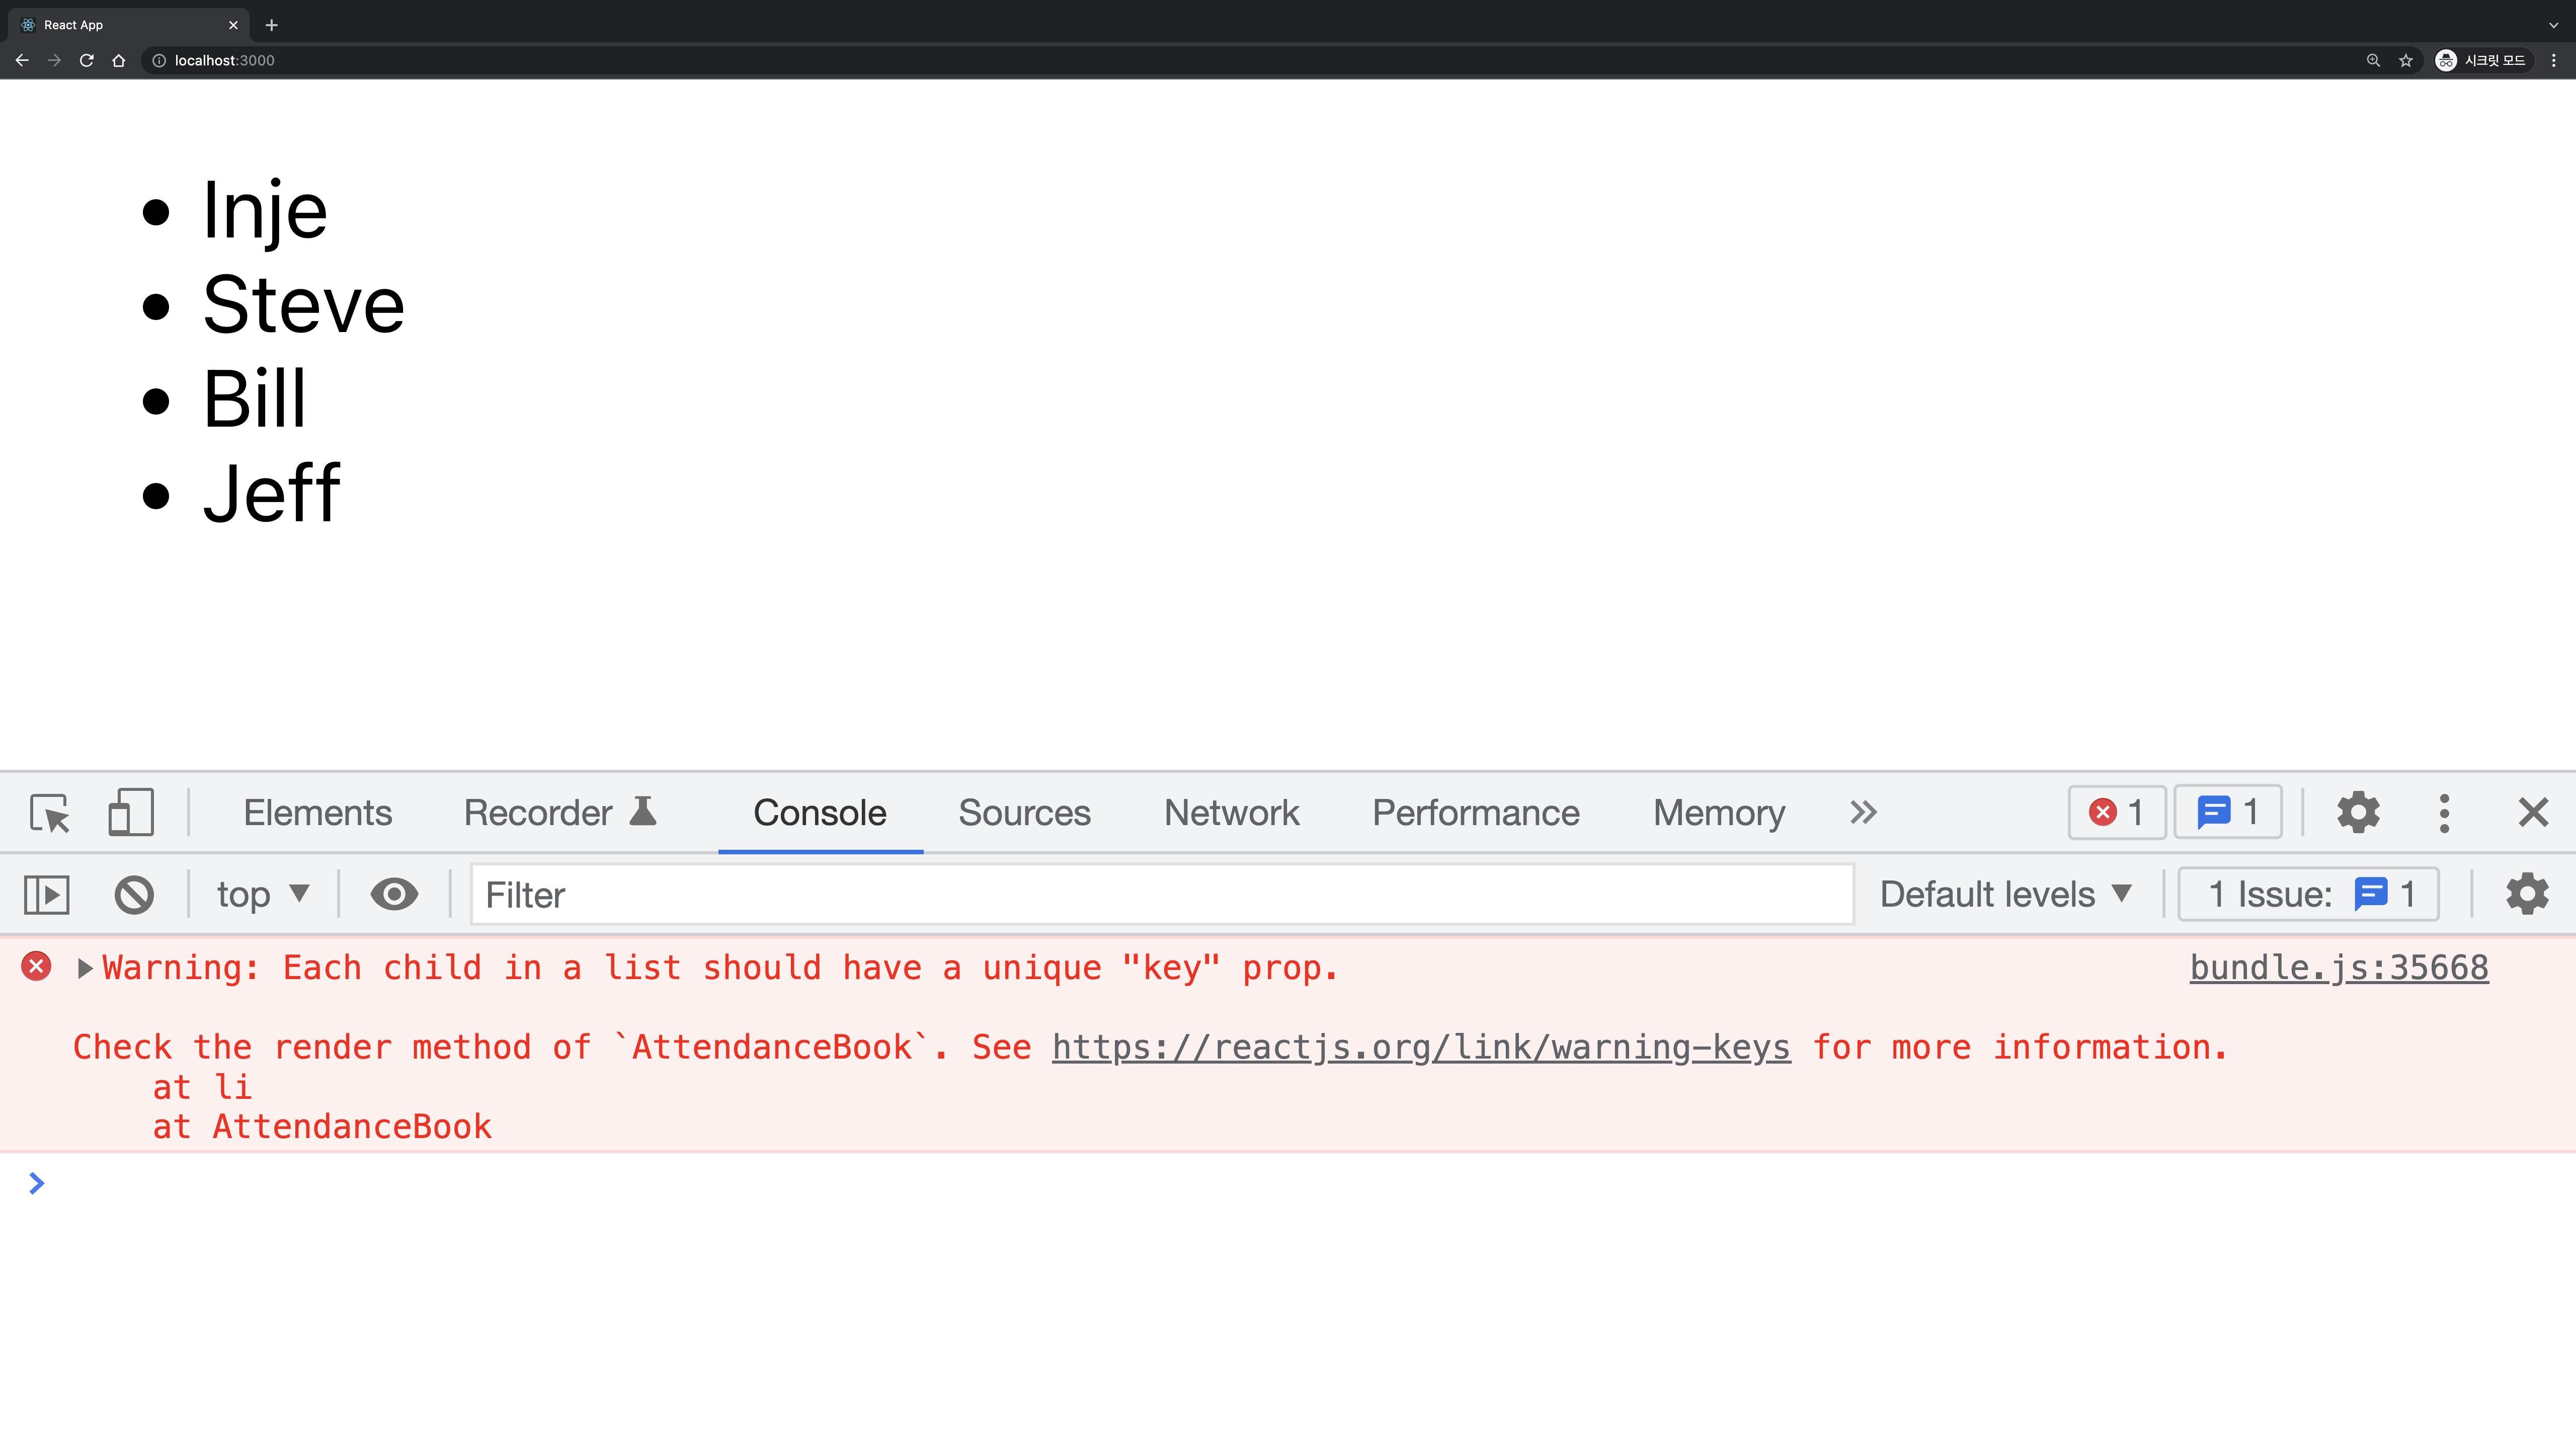 React App
localhost:3000
시크릿 모드
Inje
Steve
Bill
Jeff
Elements Recorder Console Sources Network Performance Memory 1 1
top Filter Default levels 1 Issue: 1
Warning: Each child in a list should have a unique "key" prop. bundle.js:35668
Check the render method of `AttendanceBook`. See https://reactjs.org/link/warning-keys for more information.
at li
at AttendanceBook